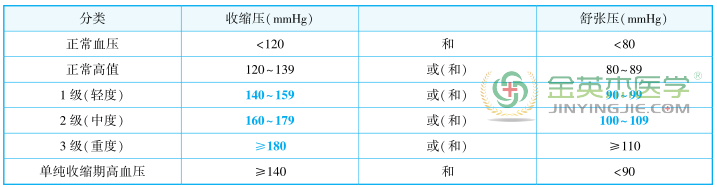 分类 收缩压(mmHg) 舒张压(mmHg)
正常血压 <120 和 <80
正常高值 120~139 或(和) 80~89
1级(轻度) 140~159 或(和) 90~99
2级(中度) 160~179 或(和) 100~109
3级(重度) ≥180 或(和) ≥110
单纯收缩期高血压 ≥140 和 <90
金英杰医学®
JINYINGJIE.COM